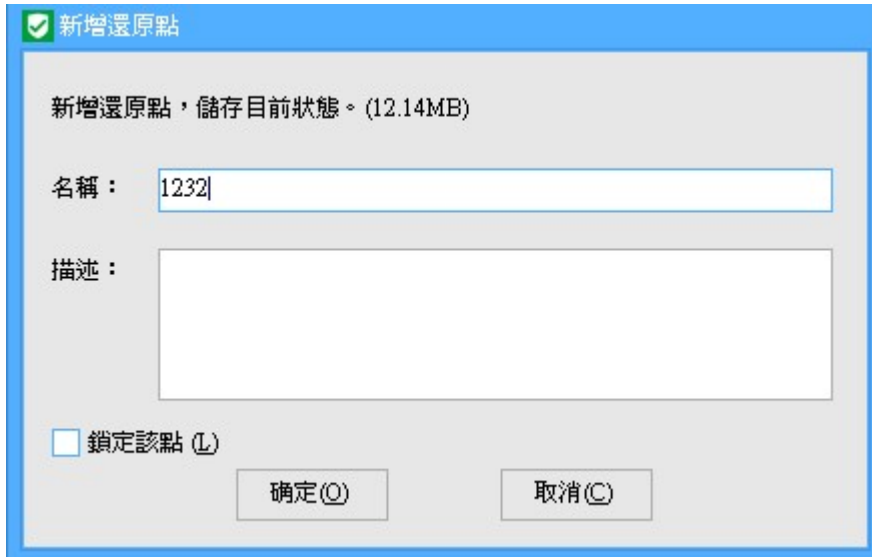 新增還原點
新增還原點，儲存目前狀態。(12.14MB)
名稱：
1232
描述：
鎖定該點 (L)
确定(O)
取消(C)